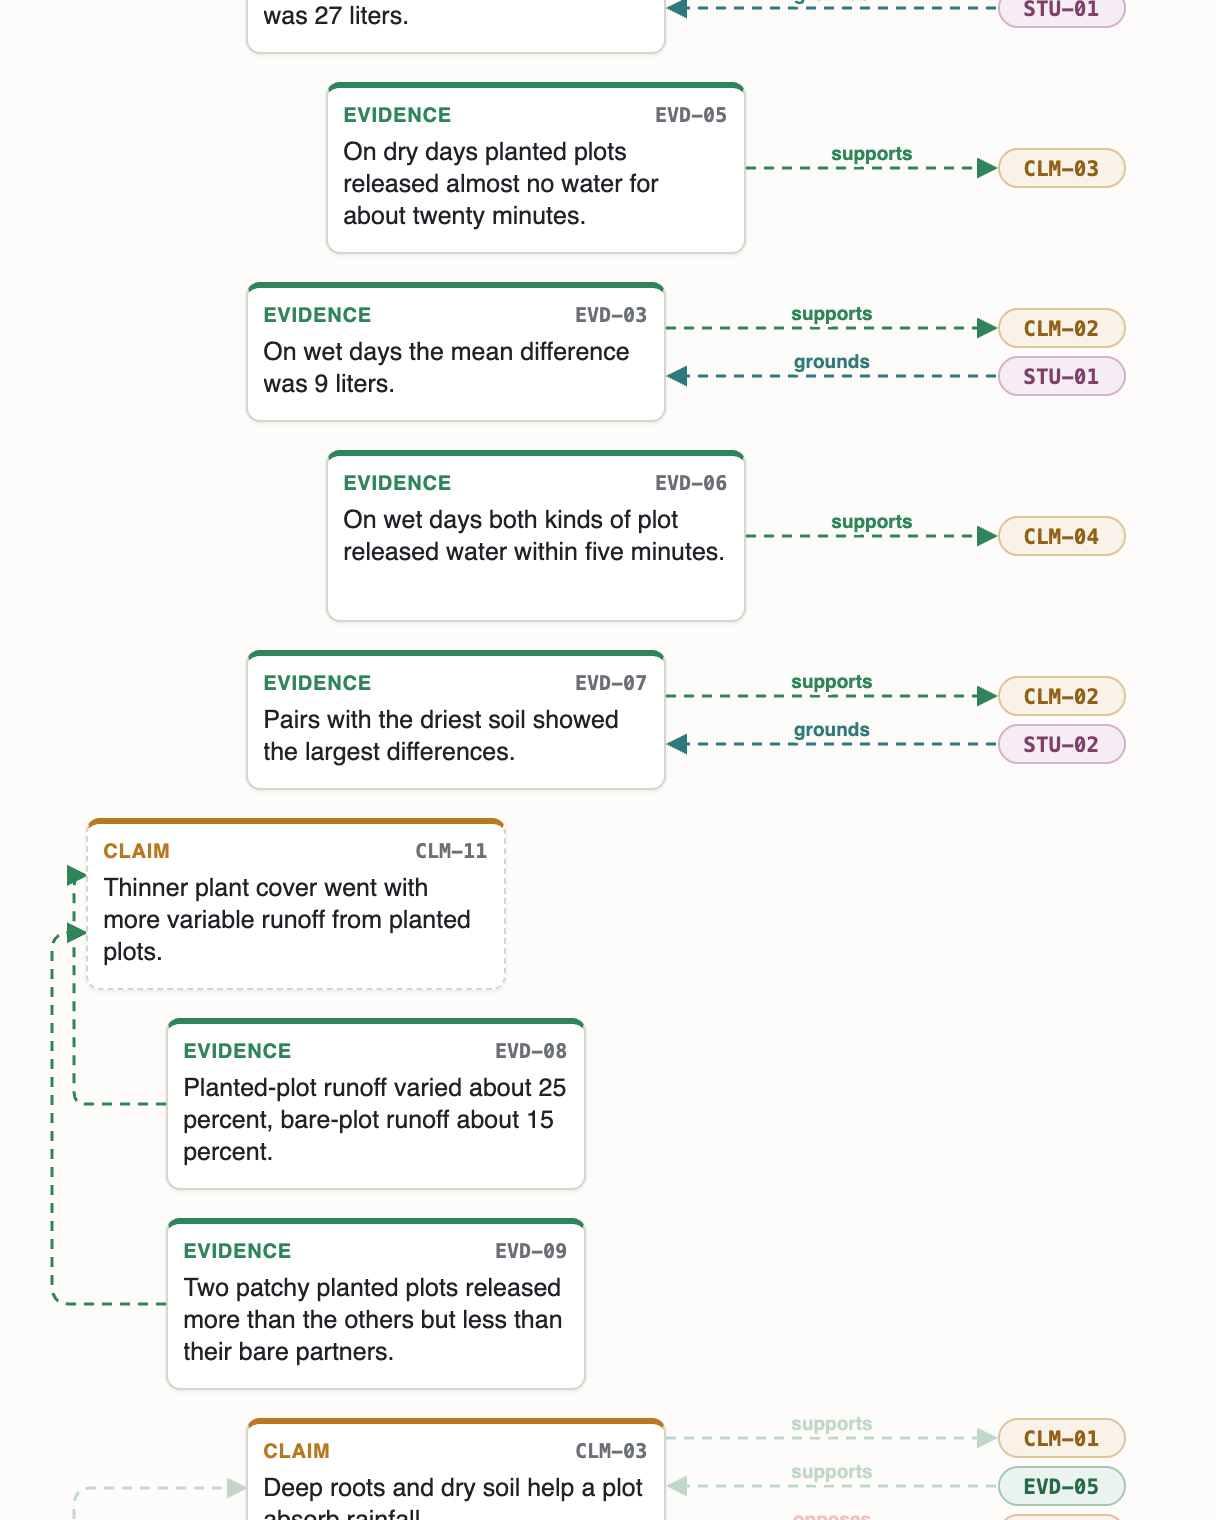 was 27 liters.
grounds
STU-01
EVIDENCE EVD-05
On dry days planted plots
released almost no water for
about twenty minutes.
supports
CLM-03
EVIDENCE EVD-03
On wet days the mean difference
was 9 liters.
supports
CLM-02
grounds
STU-01
EVIDENCE EVD-06
On wet days both kinds of plot
released water within five minutes.
supports
CLM-04
EVIDENCE EVD-07
Pairs with the driest soil showed
the largest differences.
supports
CLM-02
grounds
STU-02
CLAIM CLM-11
Thinner plant cover went with
more variable runoff from planted
plots.
EVIDENCE EVD-08
Planted-plot runoff varied about 25
percent, bare-plot runoff about 15
percent.
EVIDENCE EVD-09
Two patchy planted plots released
more than the others but less than
their bare partners.
CLAIM CLM-03
Deep roots and dry soil help a plot
absorb rainfall
supports
CLM-01
supports
EVD-05
opposes